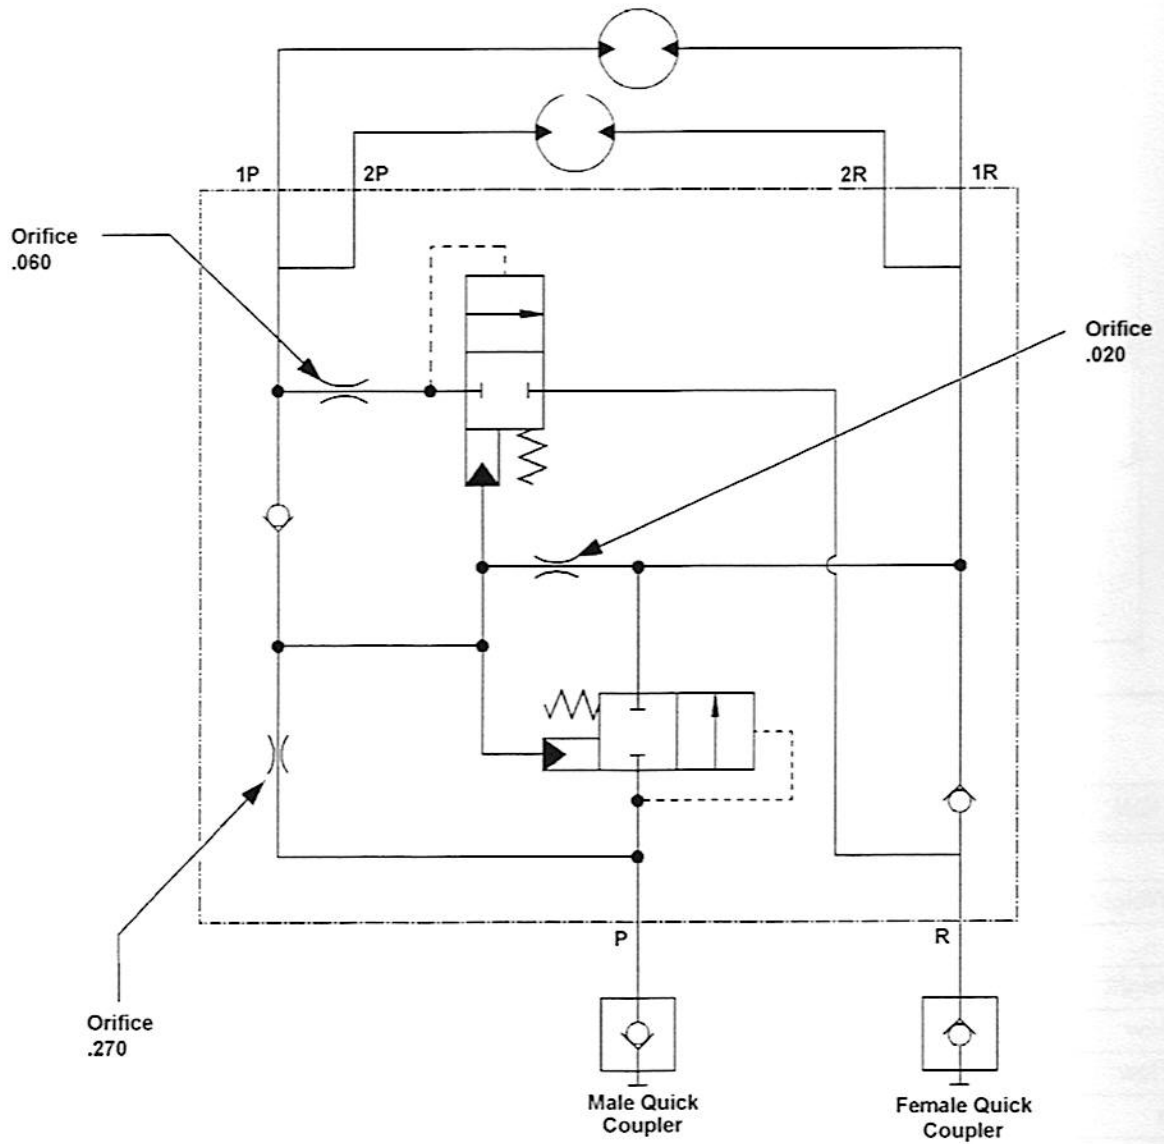 1P
2P
2R
1R
Orifice
.060
Orifice
.020
P
R
Orifice
.270
Male Quick
Coupler
Female Quick
Coupler